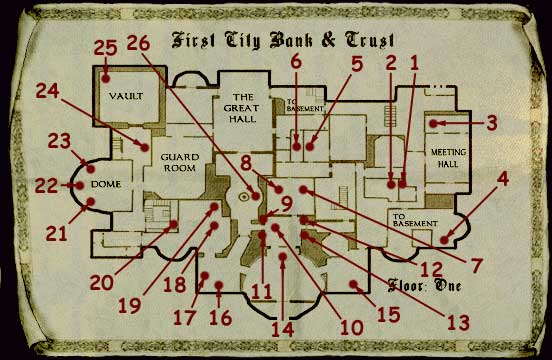 First City Bank & Trust
26
25
6
5
2
1
24
VAULT
THE
GREAT
HALL
TO
BASEMENT
3
23
8
GUARD
ROOM
MEETING
HALL
22
DOME
9
4
21
TO
BASEMENT
20
19
18
17
16
11
14
10
15
13
12
7
Floor: One